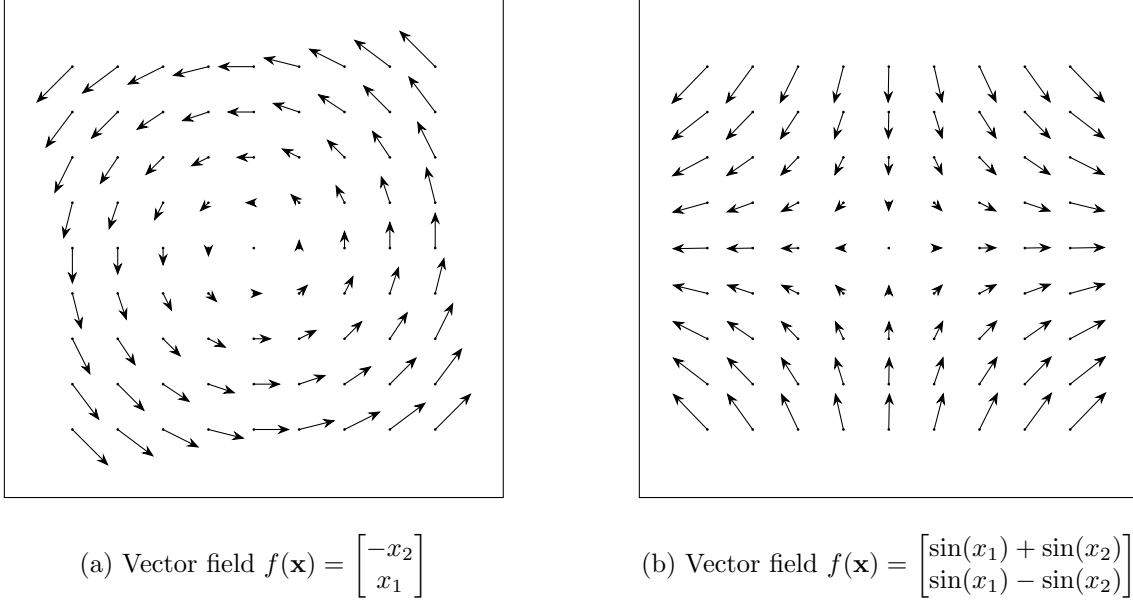 (a) Vector field f(x) = [−x₂
x₁]
(b) Vector field f(x) = [sin(x₁) + sin(x₂)
sin(x₁) − sin(x₂)]